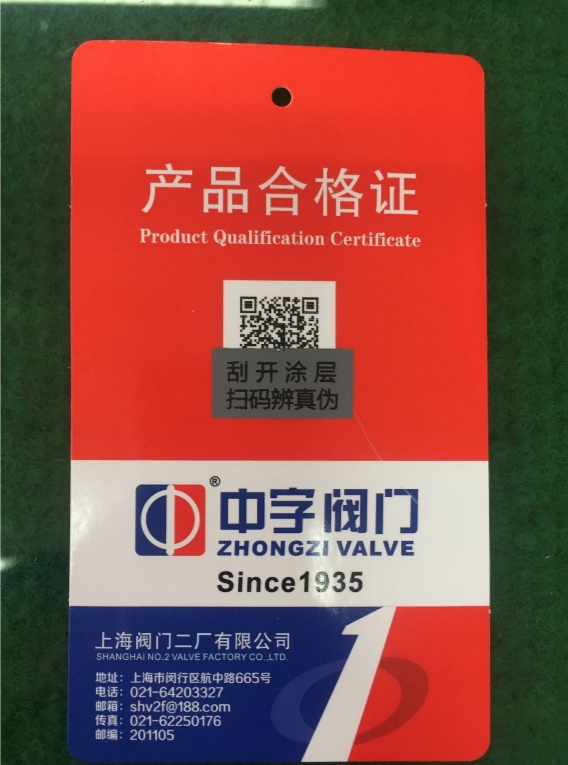 产品合格证
Product Qualification Certificate
刮开涂层
扫码辨真伪
®
中字阀门
ZHONGZI VALVE
Since1935
上海阀门二厂有限公司
SHANGHAI NO.2 VALVE FACTORY CO.,LTD.
地址：上海市闵行区航中路665号
电话：021-64203327
邮箱：shv2f@188.com
传真：021-62250176
邮编：201105
1